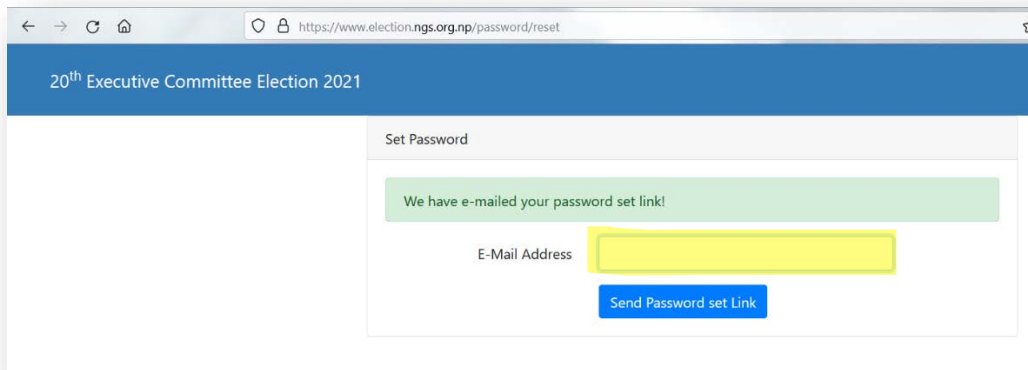 https://www.election.ngs.org.np/password/reset
20th Executive Committee Election 2021
Set Password
We have e-mailed your password set link!
E-Mail Address
Send Password set Link